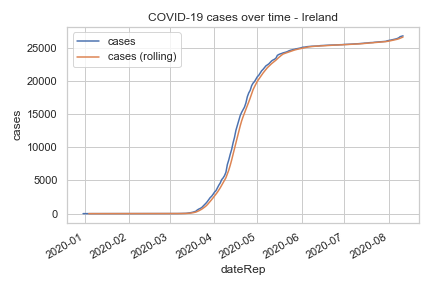 COVID-19 cases over time - Ireland
cases
cases (rolling)
25000
20000
15000
10000
5000
0
cases
2020-01
2020-02
2020-03
2020-04
2020-05
2020-06
2020-07
2020-08
dateRep